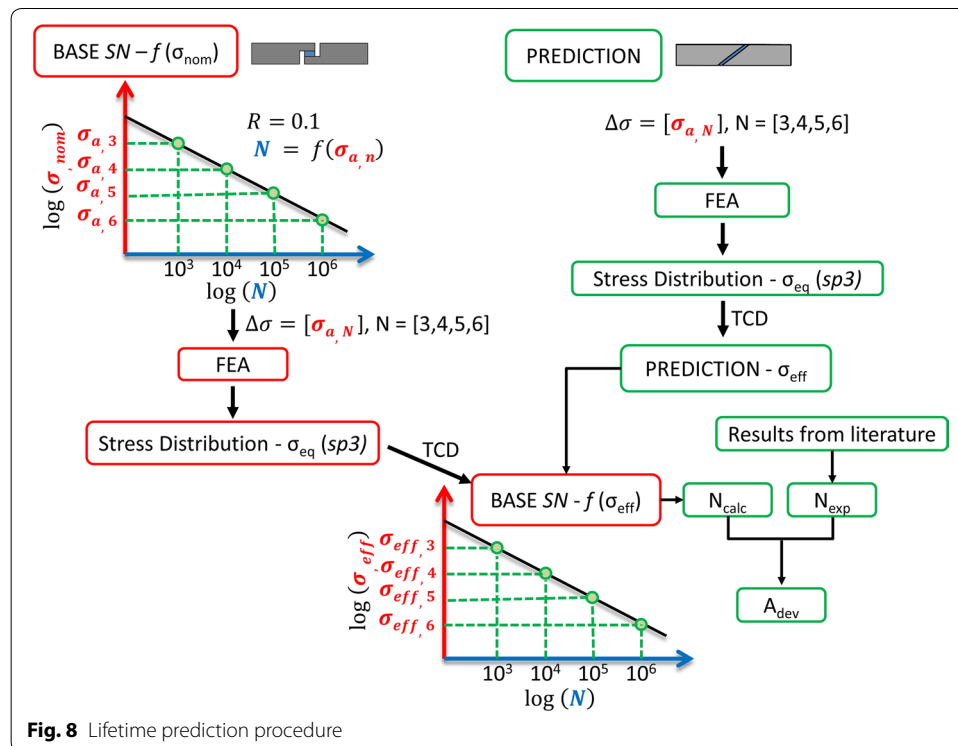 BASE SN – f (σnom)
R = 0.1
N = f(σa,n)
log (σ,nom)
σa,3
σa,4
σa,5
σa,6
10³ 10⁴ 10⁵ 10⁶
log (N)
Δσ = [σa,N], N = [3,4,5,6]
FEA
Stress Distribution - σeq (sp3)
TCD
PREDICTION
Δσ = [σa,N], N = [3,4,5,6]
FEA
Stress Distribution - σeq (sp3)
TCD
PREDICTION - σeff
Results from literature
BASE SN - f (σeff)
Ncalc
Nexp
Adev
log (σ,eff)
σeff,3
σeff,4
σeff,5
σeff,6
10³ 10⁴ 10⁵ 10⁶
log (N)
Fig. 8 Lifetime prediction procedure